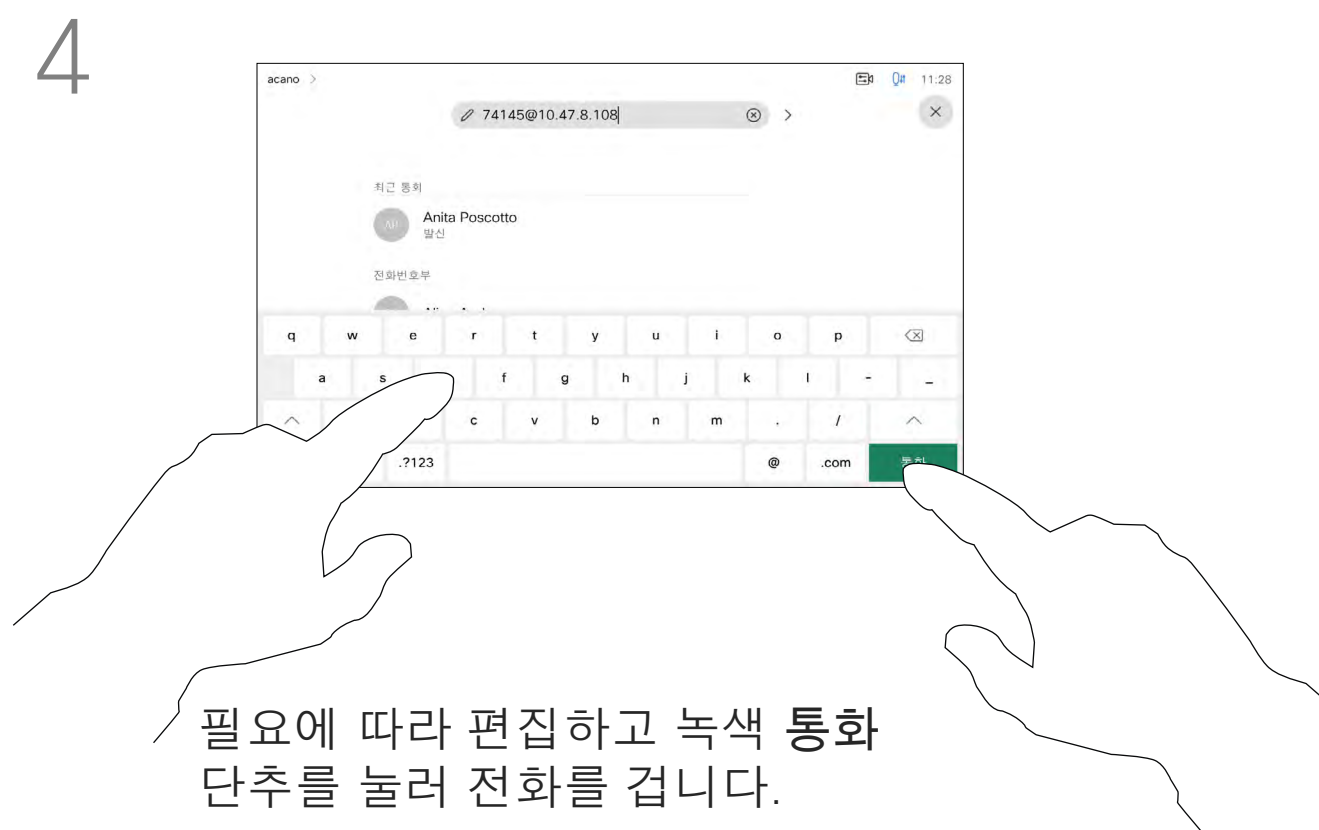 4
acano >
11:28
74145@10.47.8.108
최근 통화
Anita Poscotto
발신
전화번호부
q w e r t y u i o p
a s f g h j k l - _
c v b n m . /
.?123 @ .com 통화
필요에 따라 편집하고 녹색 통화
단추를 눌러 전화를 겁니다.